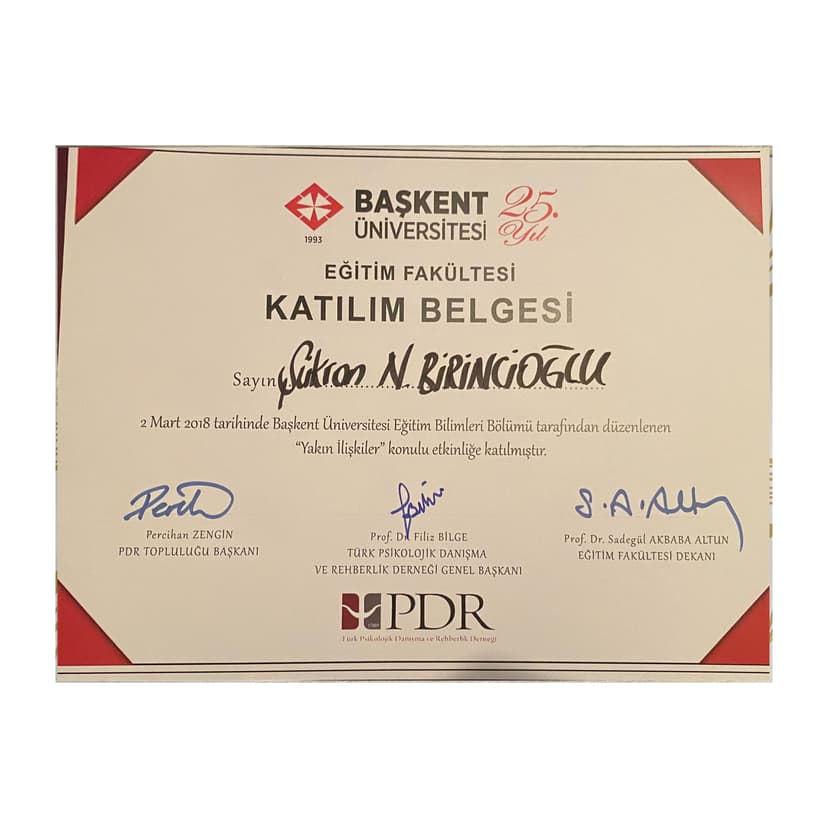 BAŞKENT
ÜNİVERSİTESİ
25.
Yıl
1993
EĞİTİM FAKÜLTESİ
KATILIM BELGESİ
Sayın Şükran N. BİRİNCİOĞLU
2 Mart 2018 tarihinde Başkent Üniversitesi Eğitim Bilimleri Bölümü tarafından düzenlenen
“Yakın İlişkiler” konulu etkinliğe katılmıştır.
S. A. Altun
Percihan ZENGİN
PDR TOPLULUĞU BAŞKANI
Prof. Dr. Filiz BİLGE
TÜRK PSİKOLOJİK DANIŞMA
VE REHBERLİK DERNEĞİ GENEL BAŞKANI
Prof. Dr. Sadegül AKBABA ALTUN
EĞİTİM FAKÜLTESİ DEKANI
PDR
Türk Psikolojik Danışma ve Rehberlik Derneği